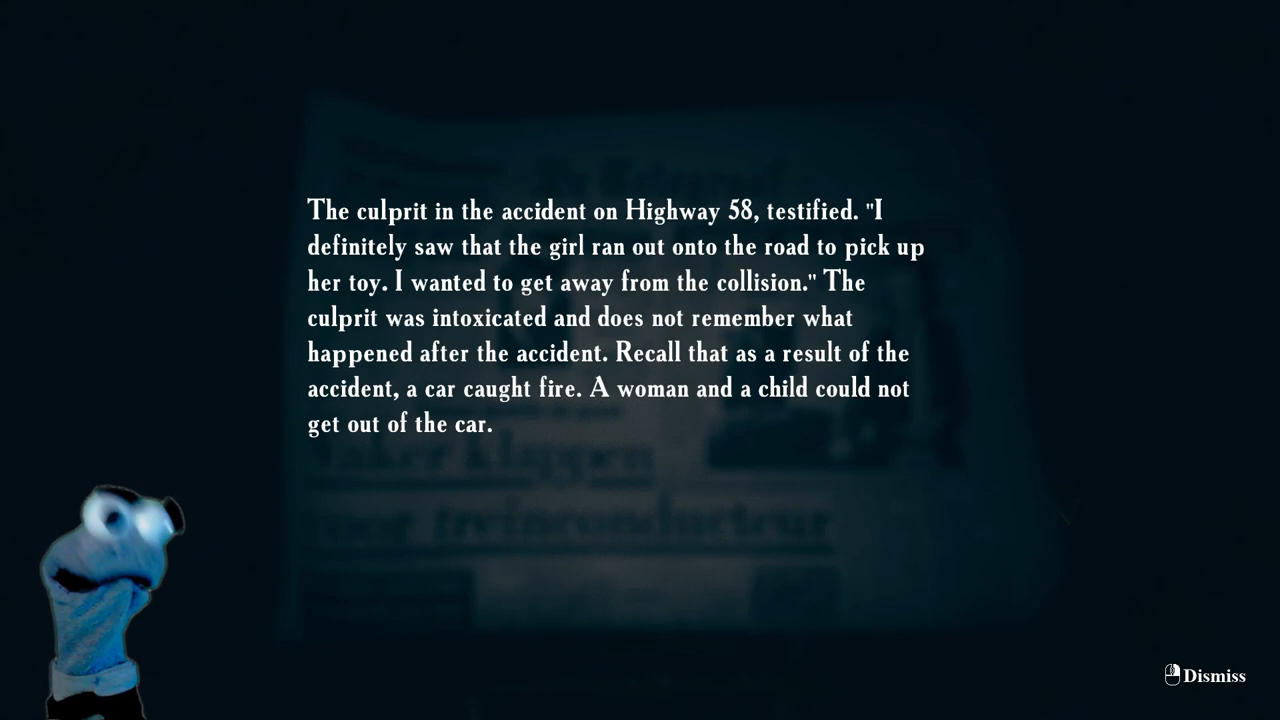 The culprit in the accident on Highway 58, testified. "I
definitely saw that the girl ran out onto the road to pick up
her toy. I wanted to get away from the collision." The
culprit was intoxicated and does not remember what
happened after the accident. Recall that as a result of the
accident, a car caught fire. A woman and a child could not
get out of the car.
klappen
voor treinconducteur
Dismiss